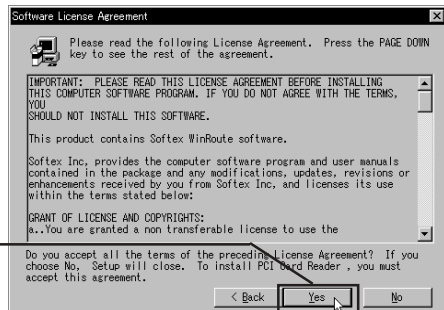 Software License Agreement
Please read the following License Agreement. Press the PAGE DOWN
key to see the rest of the agreement.
IMPORTANT: PLEASE READ THIS LICENSE AGREEMENT BEFORE INSTALLING
THIS COMPUTER SOFTWARE PROGRAM. IF YOU DO NOT AGREE WITH THE TERMS,
YOU
SHOULD NOT INSTALL THIS SOFTWARE.
This product contains Softex WinRoute software.
Softex Inc, provides the computer software program and user manuals
contained in the package and any modifications, updates, revisions or
enhancements received by you from Softex Inc, and licenses its use
within the terms stated below:
GRANT OF LICENSE AND COPYRIGHTS:
a..You are granted a non transferable license to use the
Do you accept all the terms of the preceding License Agreement? If you
choose No, Setup will close. To install PCI Card Reader , you must
accept this agreement.
< Back Yes No